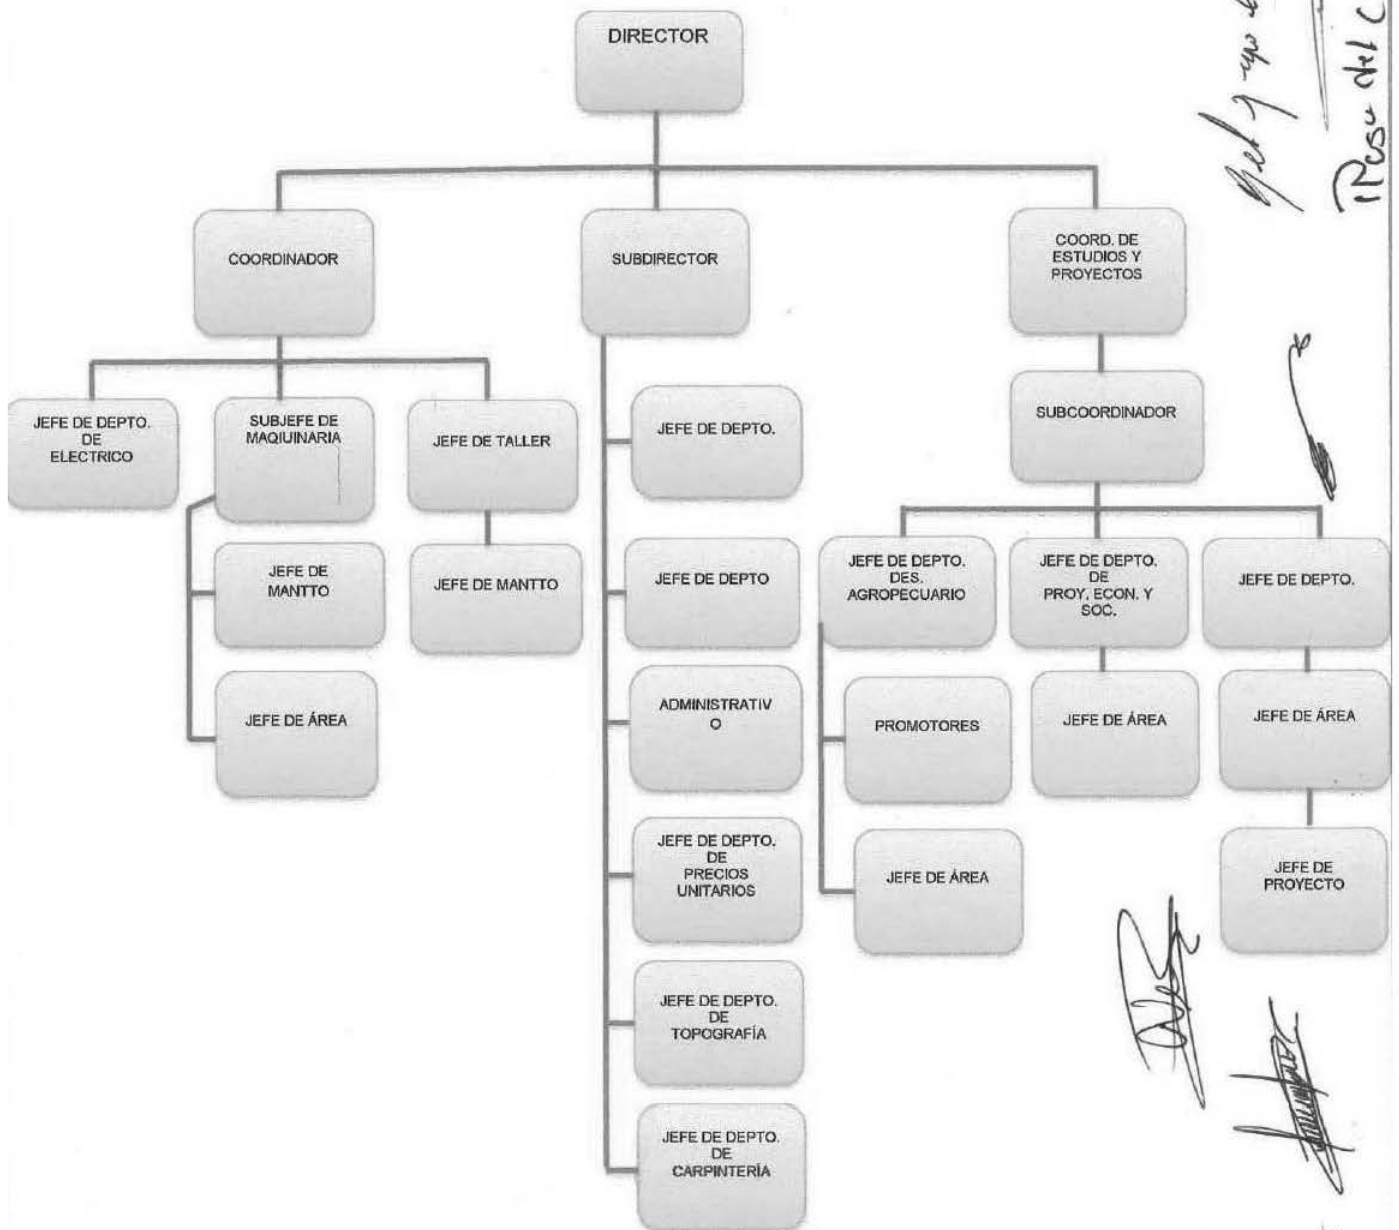 DIRECTOR
COORDINADOR
SUBDIRECTOR
COORD. DE
ESTUDIOS Y
PROYECTOS
JEFE DE DEPTO.
DE
ELECTRICO
SUBJEFE DE
MAQIUINARIA
JEFE DE TALLER
JEFE DE MANTTO
JEFE DE
MANTTO
JEFE DE ÁREA
JEFE DE DEPTO.
JEFE DE DEPTO
ADMINISTRATIV
O
JEFE DE DEPTO.
DE
PRECIOS
UNITARIOS
JEFE DE DEPTO.
DE
TOPOGRAFÍA
JEFE DE DEPTO.
DE
CARPINTERÍA
SUBCOORDINADOR
JEFE DE DEPTO.
DES.
AGROPECUARIO
PROMOTORES
JEFE DE ÁREA
JEFE DE DEPTO.
DE
PROY. ECON. Y
SOC.
JEFE DE ÁREA
JEFE DE DEPTO.
JEFE DE ÁREA
JEFE DE
PROYECTO
del C